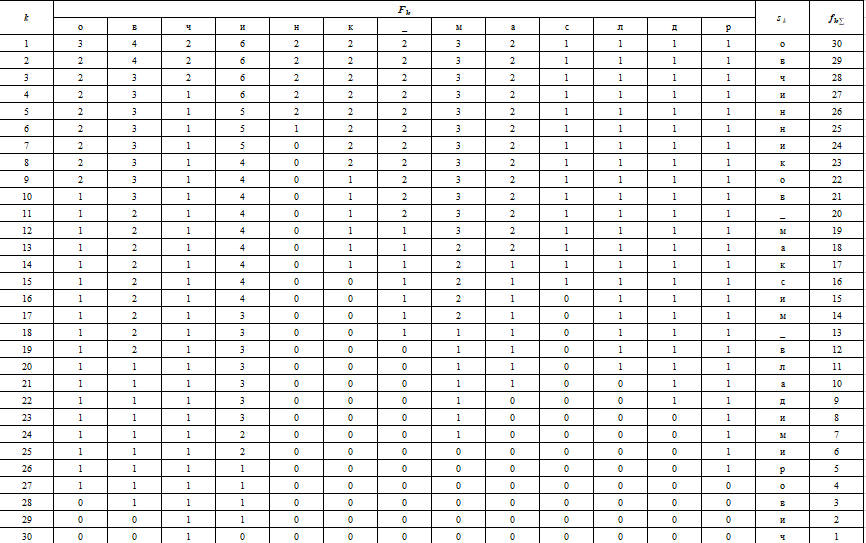 k F_k s_k f_kΣ
о в ч и н к _ м а с л д р
1 3 4 2 6 2 2 2 3 2 1 1 1 1 о 30
2 2 4 2 6 2 2 2 3 2 1 1 1 1 в 29
3 2 3 2 6 2 2 2 3 2 1 1 1 1 ч 28
4 2 3 1 6 2 2 2 3 2 1 1 1 1 и 27
5 2 3 1 5 2 2 2 3 2 1 1 1 1 н 26
6 2 3 1 5 1 2 2 3 2 1 1 1 1 н 25
7 2 3 1 5 0 2 2 3 2 1 1 1 1 и 24
8 2 3 1 4 0 2 2 3 2 1 1 1 1 к 23
9 2 3 1 4 0 1 2 3 2 1 1 1 1 о 22
10 1 3 1 4 0 1 2 3 2 1 1 1 1 в 21
11 1 2 1 4 0 1 2 3 2 1 1 1 1 _ 20
12 1 2 1 4 0 1 1 3 2 1 1 1 1 м 19
13 1 2 1 4 0 1 1 2 2 1 1 1 1 а 18
14 1 2 1 4 0 1 1 2 1 1 1 1 1 к 17
15 1 2 1 4 0 0 1 2 1 1 1 1 1 с 16
16 1 2 1 4 0 0 1 2 1 0 1 1 1 и 15
17 1 2 1 3 0 0 1 2 1 0 1 1 1 м 14
18 1 2 1 3 0 0 1 1 1 0 1 1 1 _ 13
19 1 2 1 3 0 0 0 1 1 0 1 1 1 в 12
20 1 1 1 3 0 0 0 1 1 0 1 1 1 л 11
21 1 1 1 3 0 0 0 1 1 0 0 1 1 а 10
22 1 1 1 3 0 0 0 1 0 0 0 1 1 д 9
23 1 1 1 3 0 0 0 1 0 0 0 0 1 и 8
24 1 1 1 2 0 0 0 1 0 0 0 0 1 м 7
25 1 1 1 2 0 0 0 0 0 0 0 0 1 и 6
26 1 1 1 1 0 0 0 0 0 0 0 0 1 р 5
27 1 1 1 1 0 0 0 0 0 0 0 0 0 о 4
28 0 1 1 1 0 0 0 0 0 0 0 0 0 в 3
29 0 0 1 1 0 0 0 0 0 0 0 0 0 и 2
30 0 0 1 0 0 0 0 0 0 0 0 0 0 ч 1